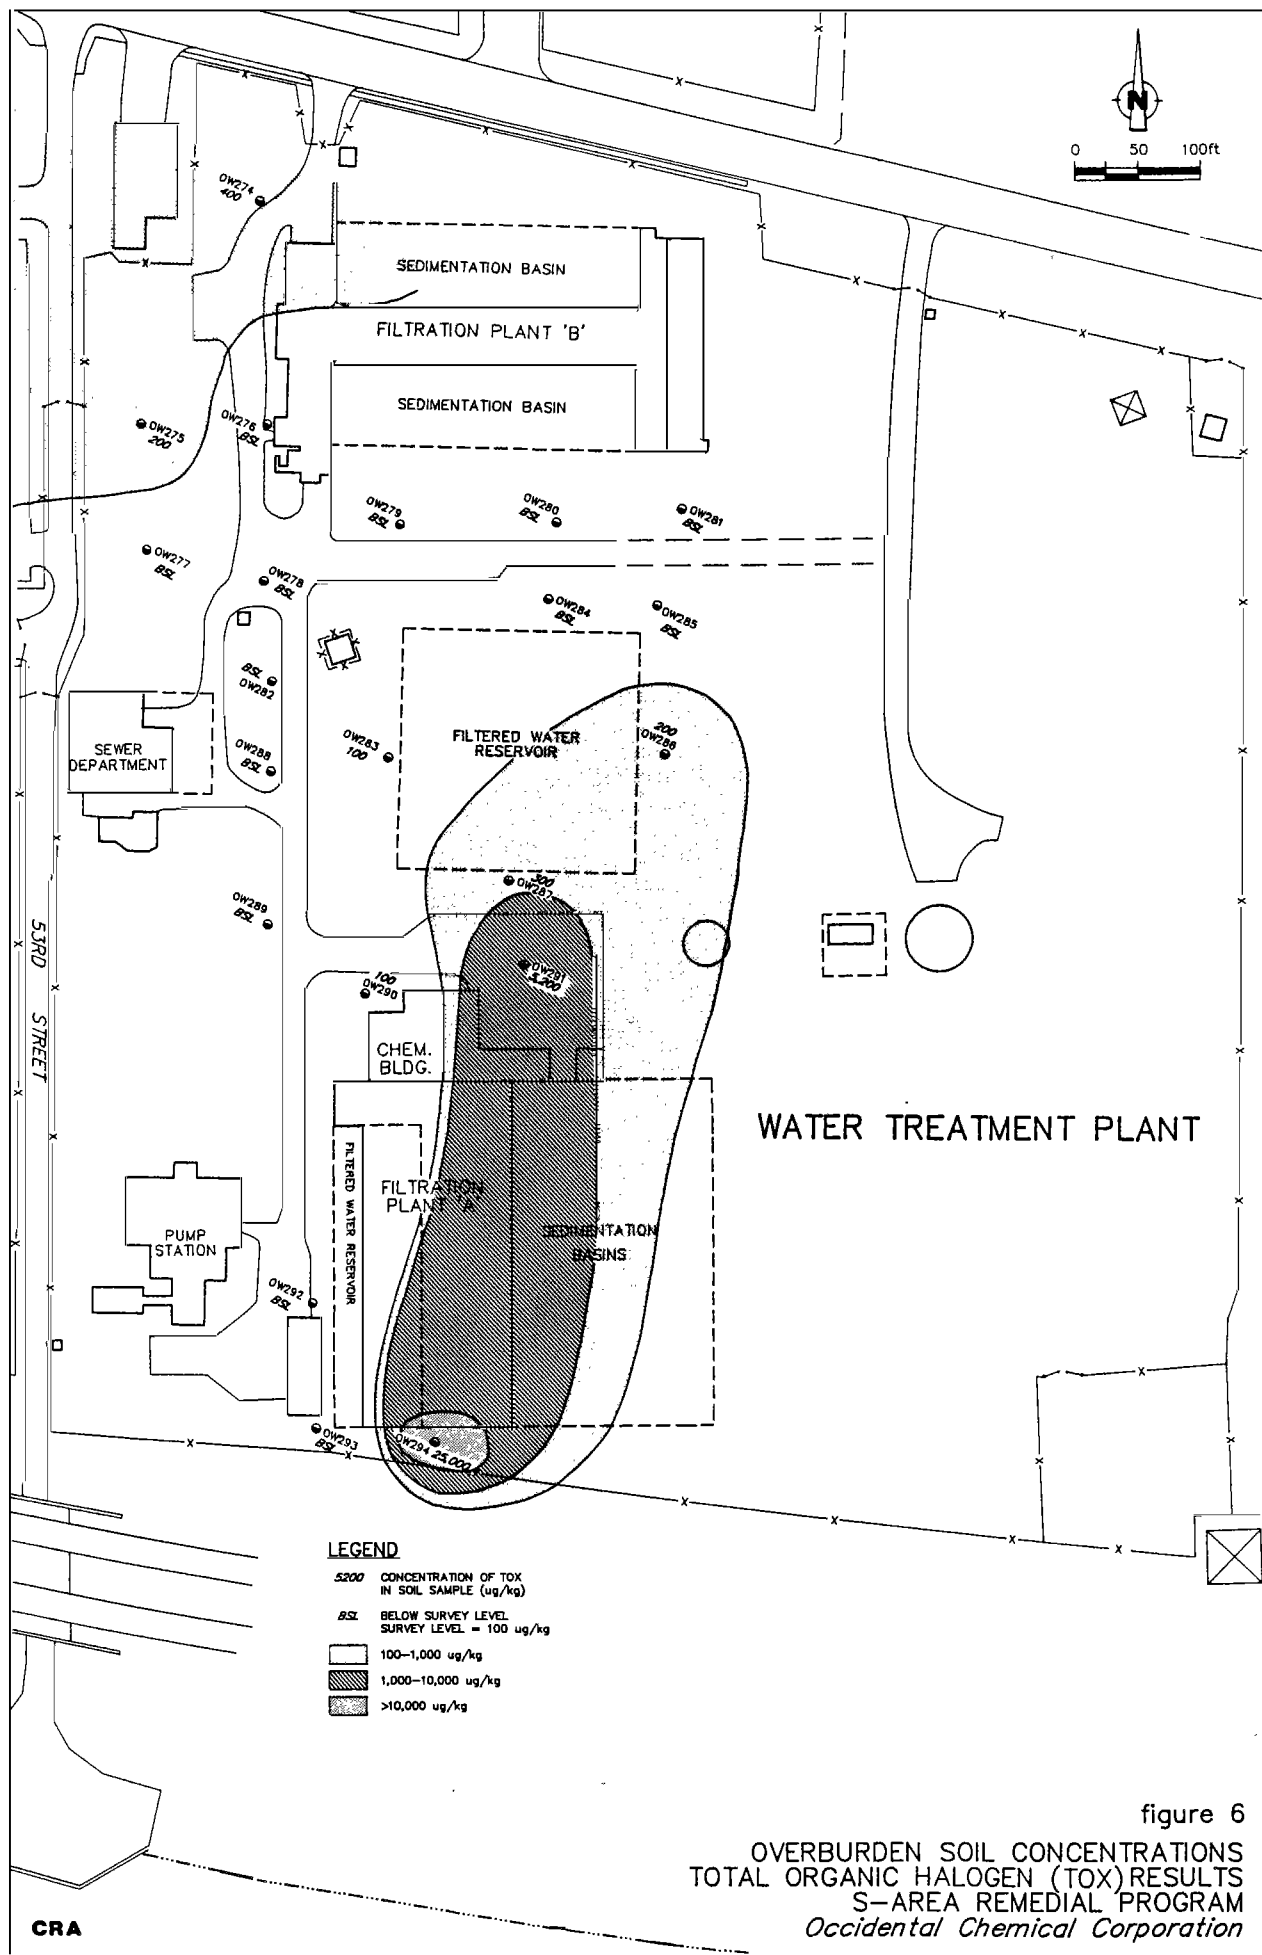 N
0 50 100ft
OW274
400
SEDIMENTATION BASIN
FILTRATION PLANT 'B'
SEDIMENTATION BASIN
OW275
200
OW276
BSL
OW279
BSL
OW280
BSL
OW281
BSL
OW277
BSL
OW278
BSL
OW284
BSL
OW285
BSL
BSL
OW282
OW283
100
FILTERED WATER
RESERVOIR
200
OW286
SEWER
DEPARTMENT
OW288
BSL
300
OW287
OW289
BSL
53RD STREET
OW291
5,200
100
OW290
CHEM.
BLDG.
WATER TREATMENT PLANT
FILTERED WATER RESERVOIR
FILTRATION
PLANT 'A'
SEDIMENTATION
BASINS
PUMP
STATION
OW292
BSL
OW293
BSL
OW294 25,000
LEGEND
5200 CONCENTRATION OF TOX
IN SOIL SAMPLE (ug/kg)
BSL BELOW SURVEY LEVEL
SURVEY LEVEL = 100 ug/kg
100-1,000 ug/kg
1,000-10,000 ug/kg
>10,000 ug/kg
figure 6
OVERBURDEN SOIL CONCENTRATIONS
TOTAL ORGANIC HALOGEN (TOX) RESULTS
S-AREA REMEDIAL PROGRAM
Occidental Chemical Corporation
CRA